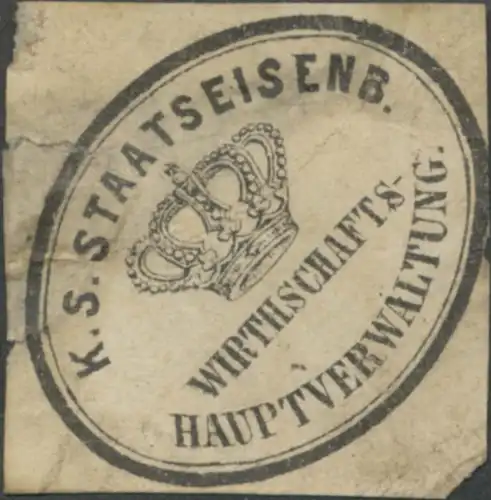 K. S. STAATSEISENB.
WIRTHSCHAFTS-
HAUPTVERWALTUNG.